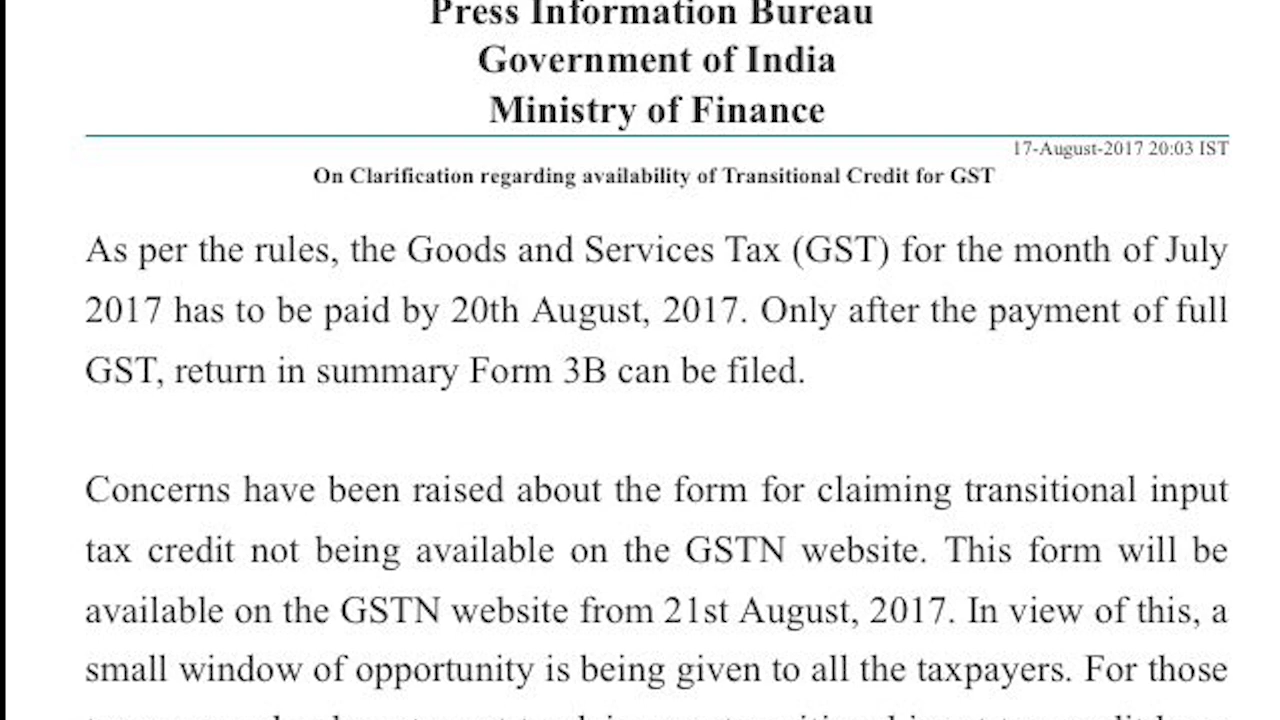 Press Information Bureau
Government of India
Ministry of Finance
17-August-2017 20:03 IST
On Clarification regarding availability of Transitional Credit for GST
As per the rules, the Goods and Services Tax (GST) for the month of July
2017 has to be paid by 20th August, 2017. Only after the payment of full
GST, return in summary Form 3B can be filed.
Concerns have been raised about the form for claiming transitional input
tax credit not being available on the GSTN website. This form will be
available on the GSTN website from 21st August, 2017. In view of this, a
small window of opportunity is being given to all the taxpayers. For those